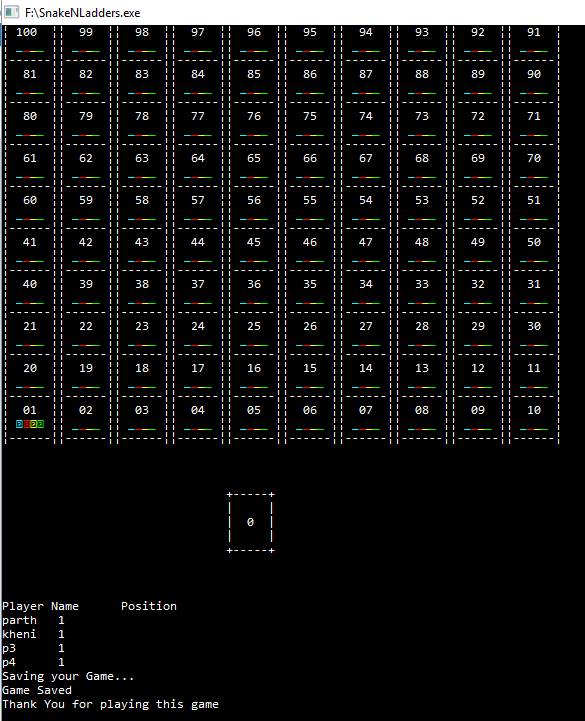 F:\SnakeNLadders.exe
100 99 98 97 96 95 94 93 92 91
81 82 83 84 85 86 87 88 89 90
80 79 78 77 76 75 74 73 72 71
61 62 63 64 65 66 67 68 69 70
60 59 58 57 56 55 54 53 52 51
41 42 43 44 45 46 47 48 49 50
40 39 38 37 36 35 34 33 32 31
21 22 23 24 25 26 27 28 29 30
20 19 18 17 16 15 14 13 12 11
01 02 03 04 05 06 07 08 09 10
0
Player Name Position
parth 1
kheni 1
p3 1
p4 1
Saving your Game...
Game Saved
Thank You for playing this game